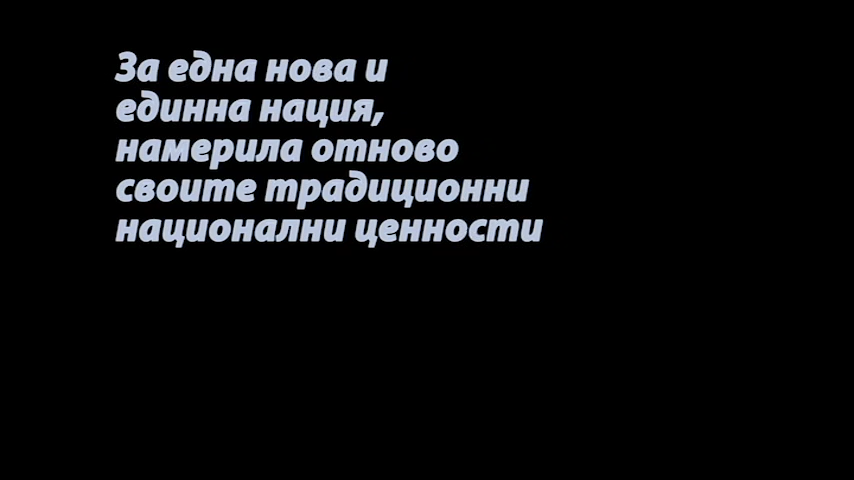 За една нова и
единна нация,
намерила отново
своите традиционни
национални ценности